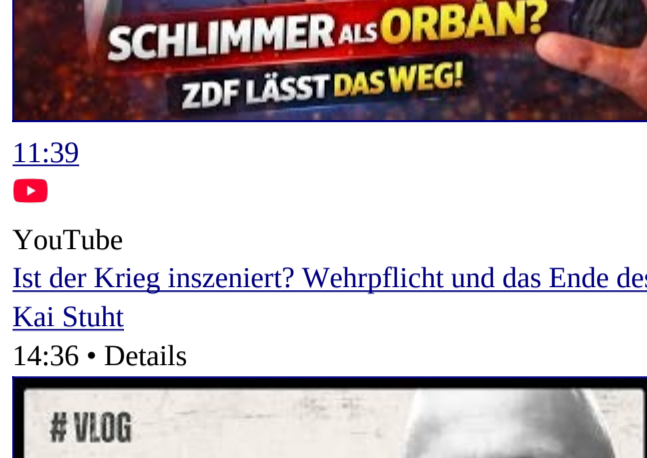 SCHLIMMER ALS ORBÁN?
ZDF LÄSST DAS WEG!
11:39
YouTube
Ist der Krieg inszeniert? Wehrpflicht und das Ende des
Kai Stuht
14:36 • Details
# VLOG